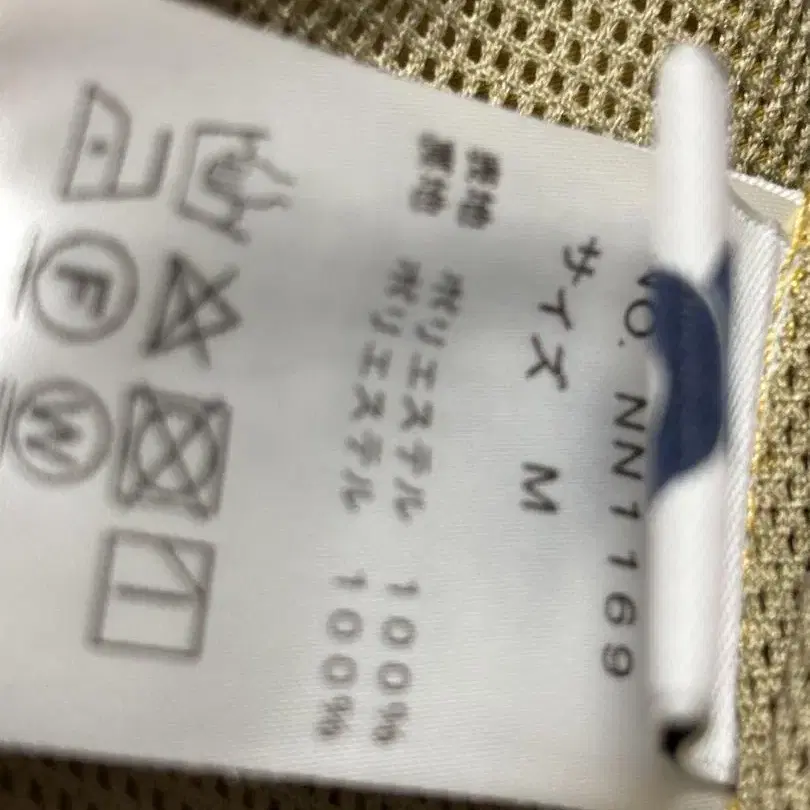 NO. NN1169
サイズ M
表地 ポリエステル 100%
裏地 ポリエステル 100%
F
W